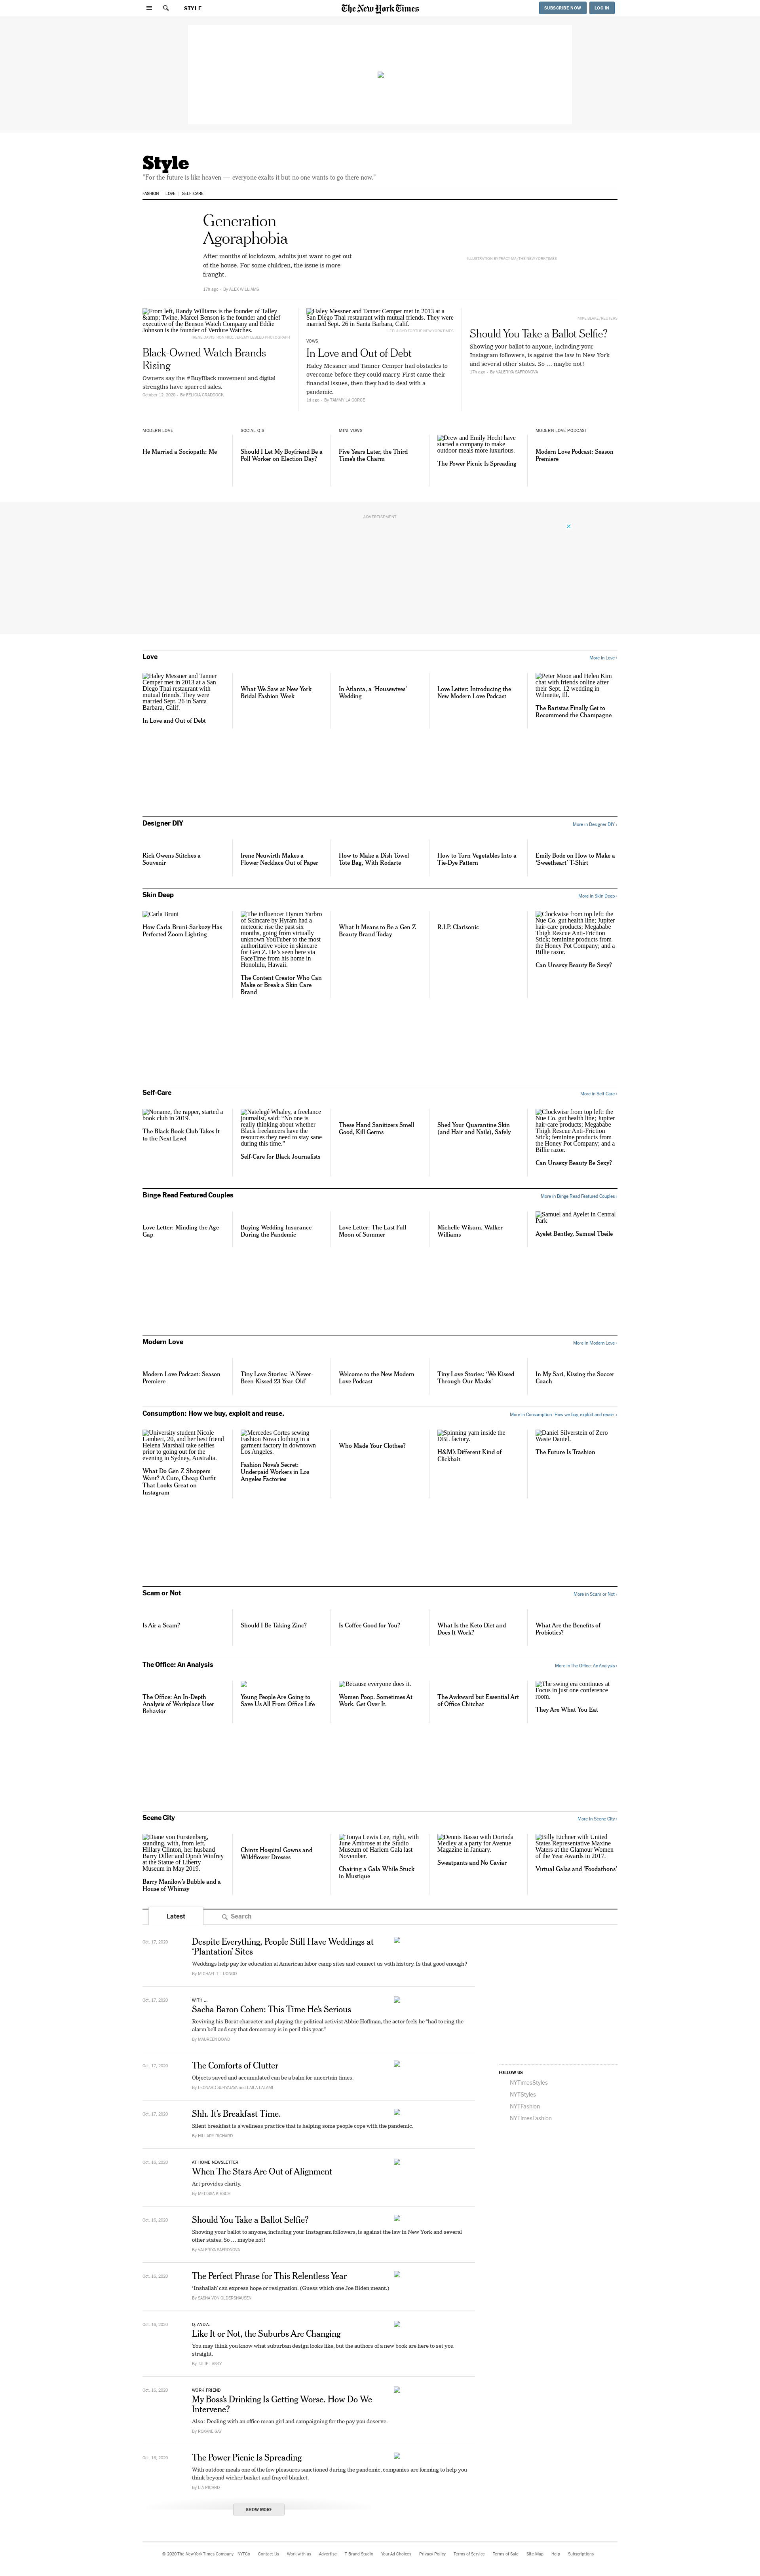 STYLE
The New York Times
SUBSCRIBE NOW
LOG IN
Style
"For the future is like heaven — everyone exalts it but no one wants to go there now."
FASHION
LOVE
SELF-CARE
Generation
Agoraphobia
After months of lockdown, adults just want to get out
of the house. For some children, the issue is more
fraught.
17h ago · By ALEX WILLIAMS
From left, Randy Williams is the founder of Talley
&amp; Twine, Marcel Benson is the founder and chief
executive of the Benson Watch Company and Eddie
Johnson is the founder of Verdure Watches.
Black-Owned Watch Brands
Rising
Owners say the #BuyBlack movement and digital
strengths have spurred sales.
October 12, 2020 · By FELICIA CRADDOCK
Haley Messner and Tanner Cemper met in 2013 at a
San Diego Thai restaurant with mutual friends. They were
married Sept. 26 in Santa Barbara, Calif.
VOWS
In Love and Out of Debt
Haley Messner and Tanner Cemper had obstacles to
overcome before they could marry. First came their
financial issues, then they had to deal with a
pandemic.
1d ago · By TAMMY LA GORCE
MIKE BLAKE/REUTERS
Should You Take a Ballot Selfie?
Showing your ballot to anyone, including your
Instagram followers, is against the law in New York
and several other states. So … maybe not!
17h ago · By VALERIYA SAFRONOVA
MODERN LOVE
He Married a Sociopath: Me
SOCIAL Q'S
Should I Let My Boyfriend Be a
Poll Worker on Election Day?
MINI-VOWS
Five Years Later, the Third
Time's the Charm
Drew and Emily Hecht have
started a company to make
outdoor meals more luxurious.
The Power Picnic Is Spreading
MODERN LOVE PODCAST
Modern Love Podcast: Season
Premiere
ADVERTISEMENT
Love
More in Love ›
Haley Messner and Tanner
Cemper met in 2013 at a San
Diego Thai restaurant with
mutual friends. They were
married Sept. 26 in Santa
Barbara, Calif.
In Love and Out of Debt
What We Saw at New York
Bridal Fashion Week
In Atlanta, a 'Housewives'
Wedding
Love Letter: Introducing the
New Modern Love Podcast
Peter Moon and Helen Kim
chat with friends online after
their Sept. 12 wedding in
Wilmette, Ill.
The Baristas Finally Get to
Recommend the Champagne
Designer DIY
More in Designer DIY ›
Rick Owens Stitches a
Souvenir
Irene Neuwirth Makes a
Flower Necklace Out of Paper
How to Make a Dish Towel
Tote Bag, With Rodarte
How to Turn Vegetables Into a
Tie-Dye Pattern
Emily Bode on How to Make a
'Sweetheart' T-Shirt
Skin Deep
More in Skin Deep ›
Carla Bruni
How Carla Bruni-Sarkozy Has
Perfected Zoom Lighting
The influencer Hyram Yarbro
of Skincare by Hyram had a
meteoric rise the past six
months, going from virtually
unknown YouTuber to the most
authoritative voice in skincare
for Gen Z. He's seen here via
FaceTime from his home in
Honolulu, Hawaii.
The Content Creator Who Can
Make or Break a Skin Care
Brand
What It Means to Be a Gen Z
Beauty Brand Today
R.I.P. Clarisonic
Clockwise from top left: the
Nue Co. gut health line; Jupiter
hair-care products; Megababe
Thigh Rescue Anti-Friction
Stick; feminine products from
the Honey Pot Company; and a
Billie razor.
Can Unsexy Beauty Be Sexy?
Self-Care
More in Self-Care ›
Noname, the rapper, started a
book club in 2019.
The Black Book Club Takes It
to the Next Level
Natelegé Whaley, a freelance
journalist, said: "No one is
really thinking about whether
Black freelancers have the
resources they need to stay sane
during this time."
Self-Care for Black Journalists
These Hand Sanitizers Smell
Good, Kill Germs
Shed Your Quarantine Skin
(and Hair and Nails), Safely
Clockwise from top left: the
Nue Co. gut health line; Jupiter
hair-care products; Megababe
Thigh Rescue Anti-Friction
Stick; feminine products from
the Honey Pot Company; and a
Billie razor.
Can Unsexy Beauty Be Sexy?
Binge Read Featured Couples
More in Binge Read Featured Couples ›
Love Letter: Minding the Age
Gap
Buying Wedding Insurance
During the Pandemic
Love Letter: The Last Full
Moon of Summer
Michelle Wikum, Walker
Williams
Samuel and Ayelet in Central
Park
Ayelet Bentley, Samuel Tbeile
Modern Love
More in Modern Love ›
Modern Love Podcast: Season
Premiere
Tiny Love Stories: 'A Never-
Been-Kissed 23-Year-Old'
Welcome to the New Modern
Love Podcast
Tiny Love Stories: 'We Kissed
Through Our Masks'
In My Sari, Kissing the Soccer
Coach
Consumption: How we buy, exploit and reuse.
More in Consumption: How we buy, exploit and reuse. ›
University student Nicole
Lambert, 20, and her best friend
Helena Marshall take selfies
prior to going out for the
evening in Sydney, Australia.
What Do Gen Z Shoppers
Want? A Cute, Cheap Outfit
That Looks Great on
Instagram
Mercedes Cortes sewing
Fashion Nova clothing in a
garment factory in downtown
Los Angeles.
Fashion Nova's Secret:
Underpaid Workers in Los
Angeles Factories
Who Made Your Clothes?
Spinning yarn inside the
DBL factory.
H&M's Different Kind of
Clickbait
Daniel Silverstein of Zero
Waste Daniel.
The Future Is Trashion
Scam or Not
More in Scam or Not ›
Is Air a Scam?
Should I Be Taking Zinc?
Is Coffee Good for You?
What Is the Keto Diet and
Does It Work?
What Are the Benefits of
Probiotics?
The Office: An Analysis
More in The Office: An Analysis ›
The Office: An In-Depth
Analysis of Workplace User
Behavior
Young People Are Going to
Save Us All From Office Life
Because everyone does it.
Women Poop. Sometimes At
Work. Get Over It.
The Awkward but Essential Art
of Office Chitchat
The swing era continues at
Focus in just one conference
room.
They Are What You Eat
Scene City
More in Scene City ›
Diane von Furstenberg,
standing, with, from left,
Hillary Clinton, her husband
Barry Diller and Oprah Winfrey
at the Statue of Liberty
Museum in May 2019.
Barry Manilow's Bubble and a
House of Whimsy
Chintz Hospital Gowns and
Wildflower Dresses
Tonya Lewis Lee, right, with
June Ambrose at the Studio
Museum of Harlem Gala last
November.
Chairing a Gala While Stuck
in Mustique
Dennis Basso with Dorinda
Medley at a party for Avenue
Magazine in January.
Sweatpants and No Caviar
Billy Eichner with United
States Representative Maxine
Waters at the Glamour Women
of the Year Awards in 2017.
Virtual Galas and 'Foodathons'
Latest
Search
Oct. 17, 2020
Despite Everything, People Still Have Weddings at
'Plantation' Sites
Weddings help pay for education at American labor camp sites and connect us with history. Is that good enough?
By MICHAEL T. LUONGO
Oct. 17, 2020
WITH ...
Sacha Baron Cohen: This Time He's Serious
Reviving his Borat character and playing the political activist Abbie Hoffman, the actor feels he "had to ring the
alarm bell and say that democracy is in peril this year."
By MAUREEN DOWD
Oct. 17, 2020
The Comforts of Clutter
Objects saved and accumulated can be a balm for uncertain times.
Oct. 17, 2020
Shh. It's Breakfast Time.
Silent breakfast is a wellness practice that is helping some people cope with the pandemic.
By HILLARY RICHARD
Oct. 16, 2020
AT HOME NEWSLETTER
When The Stars Are Out of Alignment
Art provides clarity.
By MELISSA KIRSCH
Oct. 16, 2020
Should You Take a Ballot Selfie?
Showing your ballot to anyone, including your Instagram followers, is against the law in New York and several
other states. So … maybe not!
By VALERIYA SAFRONOVA
Oct. 16, 2020
The Perfect Phrase for This Relentless Year
'Inshallah' can express hope or resignation. (Guess which one Joe Biden meant.)
By SASHA VON OLDERSHAUSEN
Oct. 16, 2020
Q. AND A.
Like It or Not, the Suburbs Are Changing
You may think you know what suburban design looks like, but the authors of a new book are here to set you
straight.
By JULIE LASKY
Oct. 16, 2020
WORK FRIEND
My Boss's Drinking Is Getting Worse. How Do We
Intervene?
Also: Dealing with an office mean girl and campaigning for the pay you deserve.
By ROXANE GAY
Oct. 16, 2020
The Power Picnic Is Spreading
With outdoor meals one of the few pleasures sanctioned during the pandemic, companies are forming to help you
think beyond wicker basket and frayed blanket.
By LIA PICARD
SHOW MORE
FOLLOW US
NYTimesStyles
NYTStyles
NYTFashion
NYTimesfashion
© 2020 The New York Times Company
NYTCo
Contact Us
Work with us
Advertise
T Brand Studio
Your Ad Choices
Privacy Policy
Terms of Service
Terms of Sale
Site Map
Help
Subscriptions